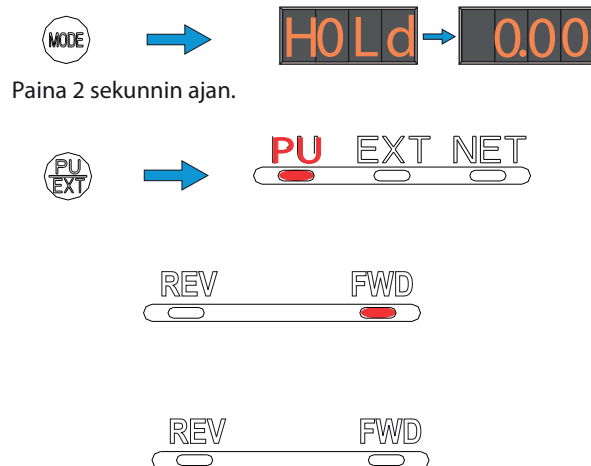 MODE H0Ld 0.00
Paina 2 sekunnin ajan.
PU EXT NET
PU
EXT
REV FWD
REV FWD